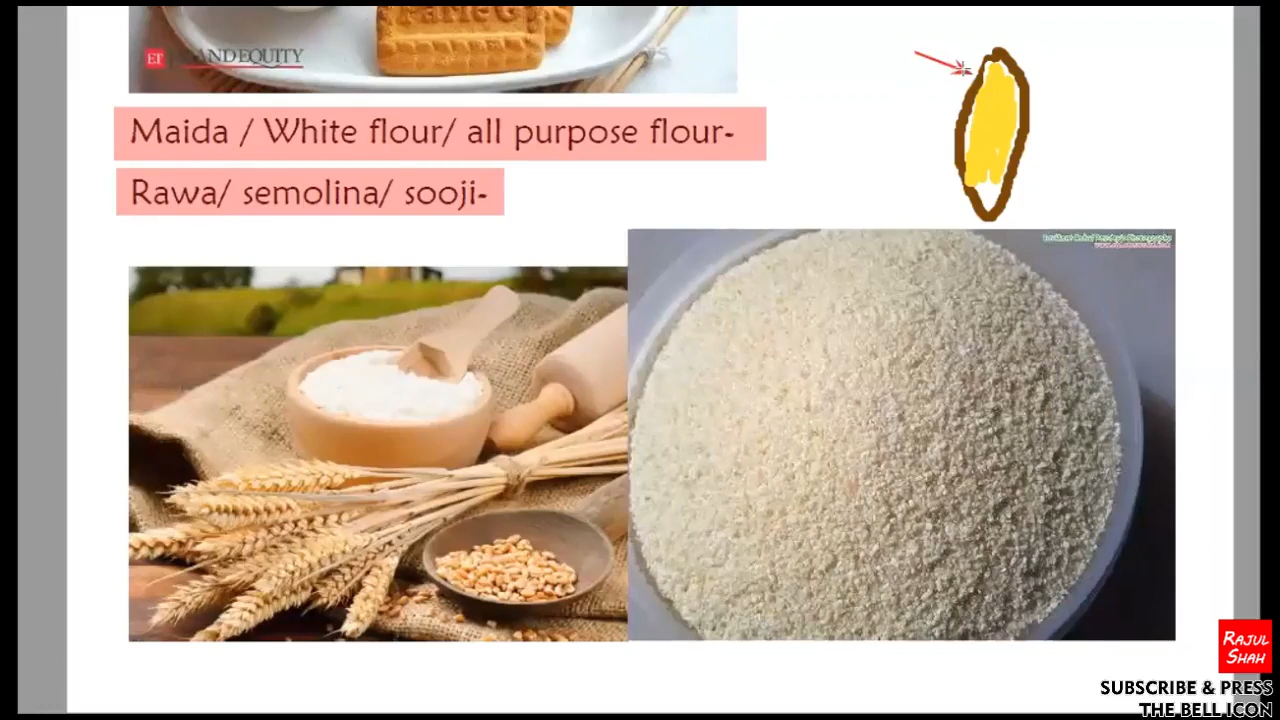 ET BRANDEQUITY
Maida / White flour/ all purpose flour-
Rawa/ semolina/ sooji-
RAJUL
SHAH
SUBSCRIBE & PRESS
THE BELL ICON